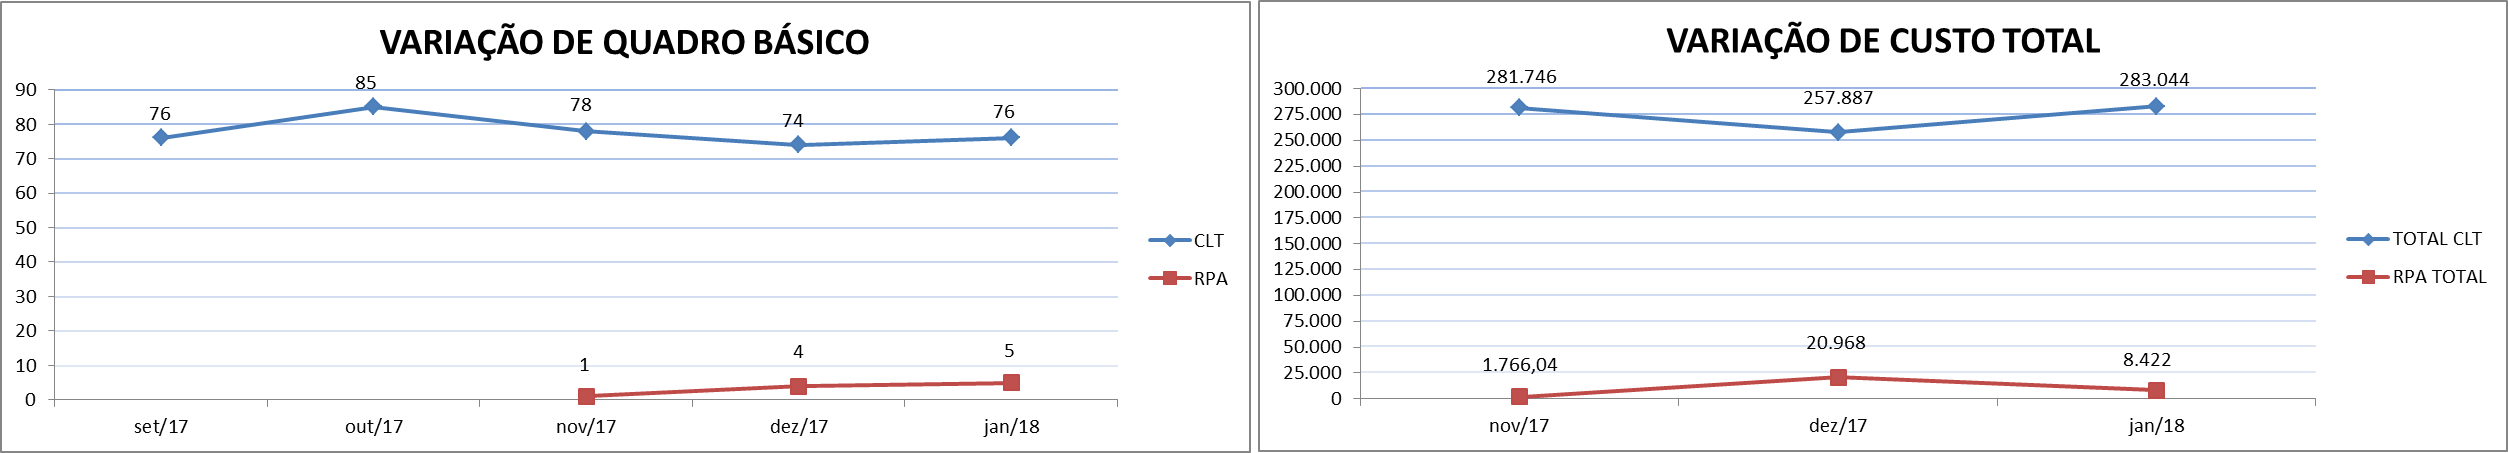 VARIAÇÃO DE QUADRO BÁSICO
90
80
70
60
50
40
30
20
10
0
76
85
78
74
76
1
4
5
set/17
out/17
nov/17
dez/17
jan/18
CLT
RPA
VARIAÇÃO DE CUSTO TOTAL
300.000
275.000
250.000
225.000
200.000
175.000
150.000
125.000
100.000
75.000
50.000
25.000
0
281.746
257.887
283.044
1.766,04
20.968
8.422
nov/17
dez/17
jan/18
TOTAL CLT
RPA TOTAL